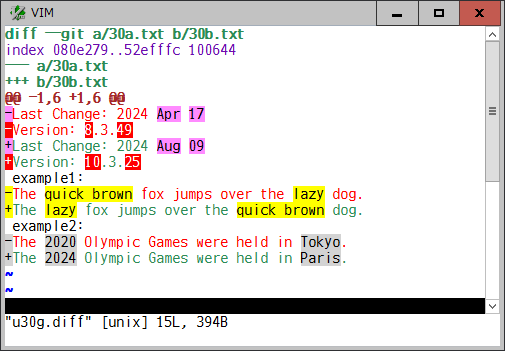 VIM
diff --git a/30a.txt b/30b.txt
index 080e279..52efffc 100644
--- a/30a.txt
+++ b/30b.txt
@@ -1,6 +1,6 @@
-Last Change: 2024 Apr 17
-Version: 8.3.49
+Last Change: 2024 Aug 09
+Version: 10.3.25
 example1:
-The quick brown fox jumps over the lazy dog.
+The lazy fox jumps over the quick brown dog.
 example2:
-The 2020 Olympic Games were held in Tokyo.
+The 2024 Olympic Games were held in Paris.
~
~
"u30g.diff" [unix] 15L, 394B